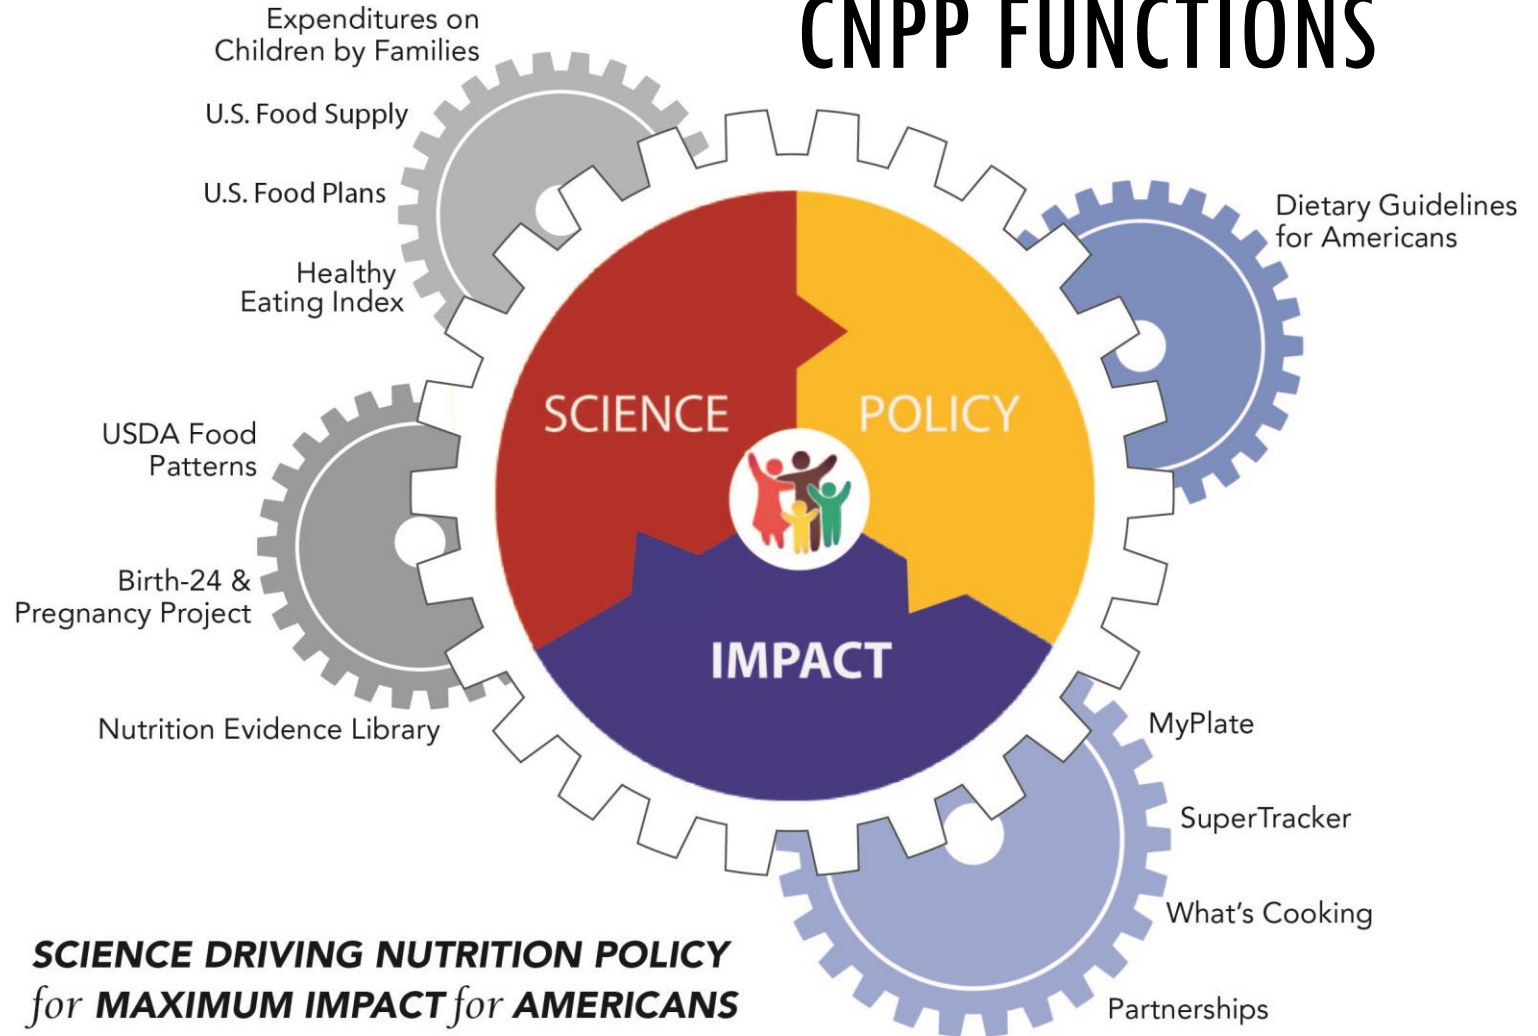 CNPP FUNCTIONS
Expenditures on
Children by Families
U.S. Food Supply
U.S. Food Plans
Healthy
Eating Index
USDA Food
Patterns
Birth-24 &
Pregnancy Project
Nutrition Evidence Library
SCIENCE
POLICY
IMPACT
Dietary Guidelines
for Americans
MyPlate
SuperTracker
What's Cooking
Partnerships
SCIENCE DRIVING NUTRITION POLICY
for MAXIMUM IMPACT for AMERICANS